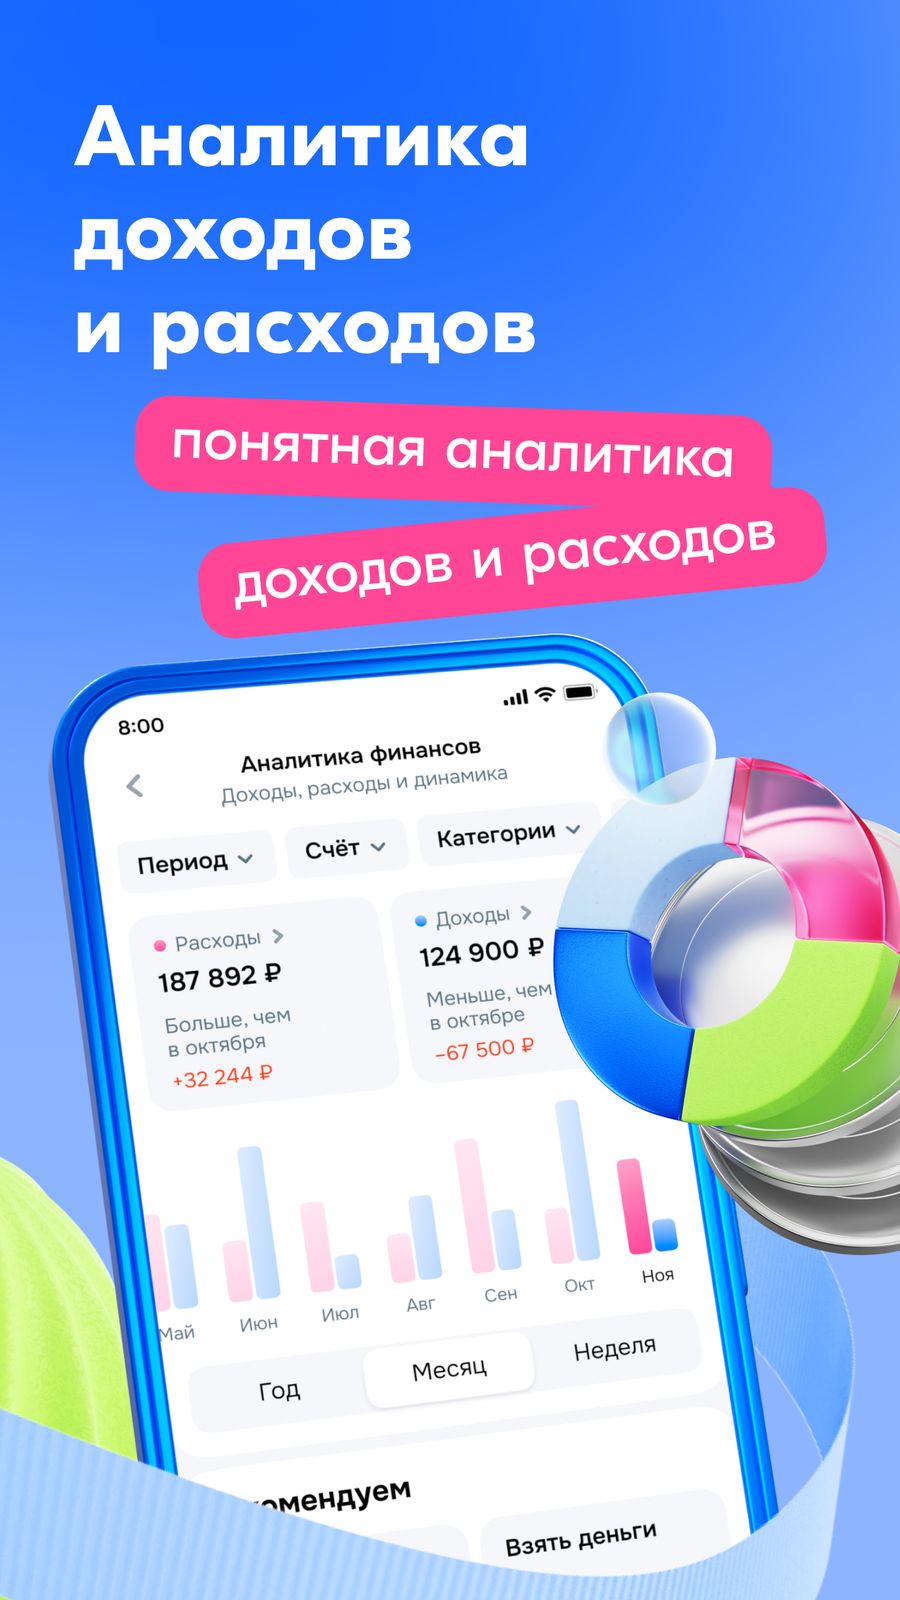 Аналитика
доходов
и расходов
понятная аналитика
доходов и расходов
8:00
Аналитика финансов
Доходы, расходы и динамика
Период
Счёт
Категории
Расходы
187 892 ₽
Больше, чем
в октября
+32 244 ₽
Доходы
124 900 ₽
Меньше, чем
в октябре
−67 500 ₽
Май
Июн
Июл
Авг
Сен
Окт
Ноя
Год
Месяц
Неделя
комендуем
Взять деньги